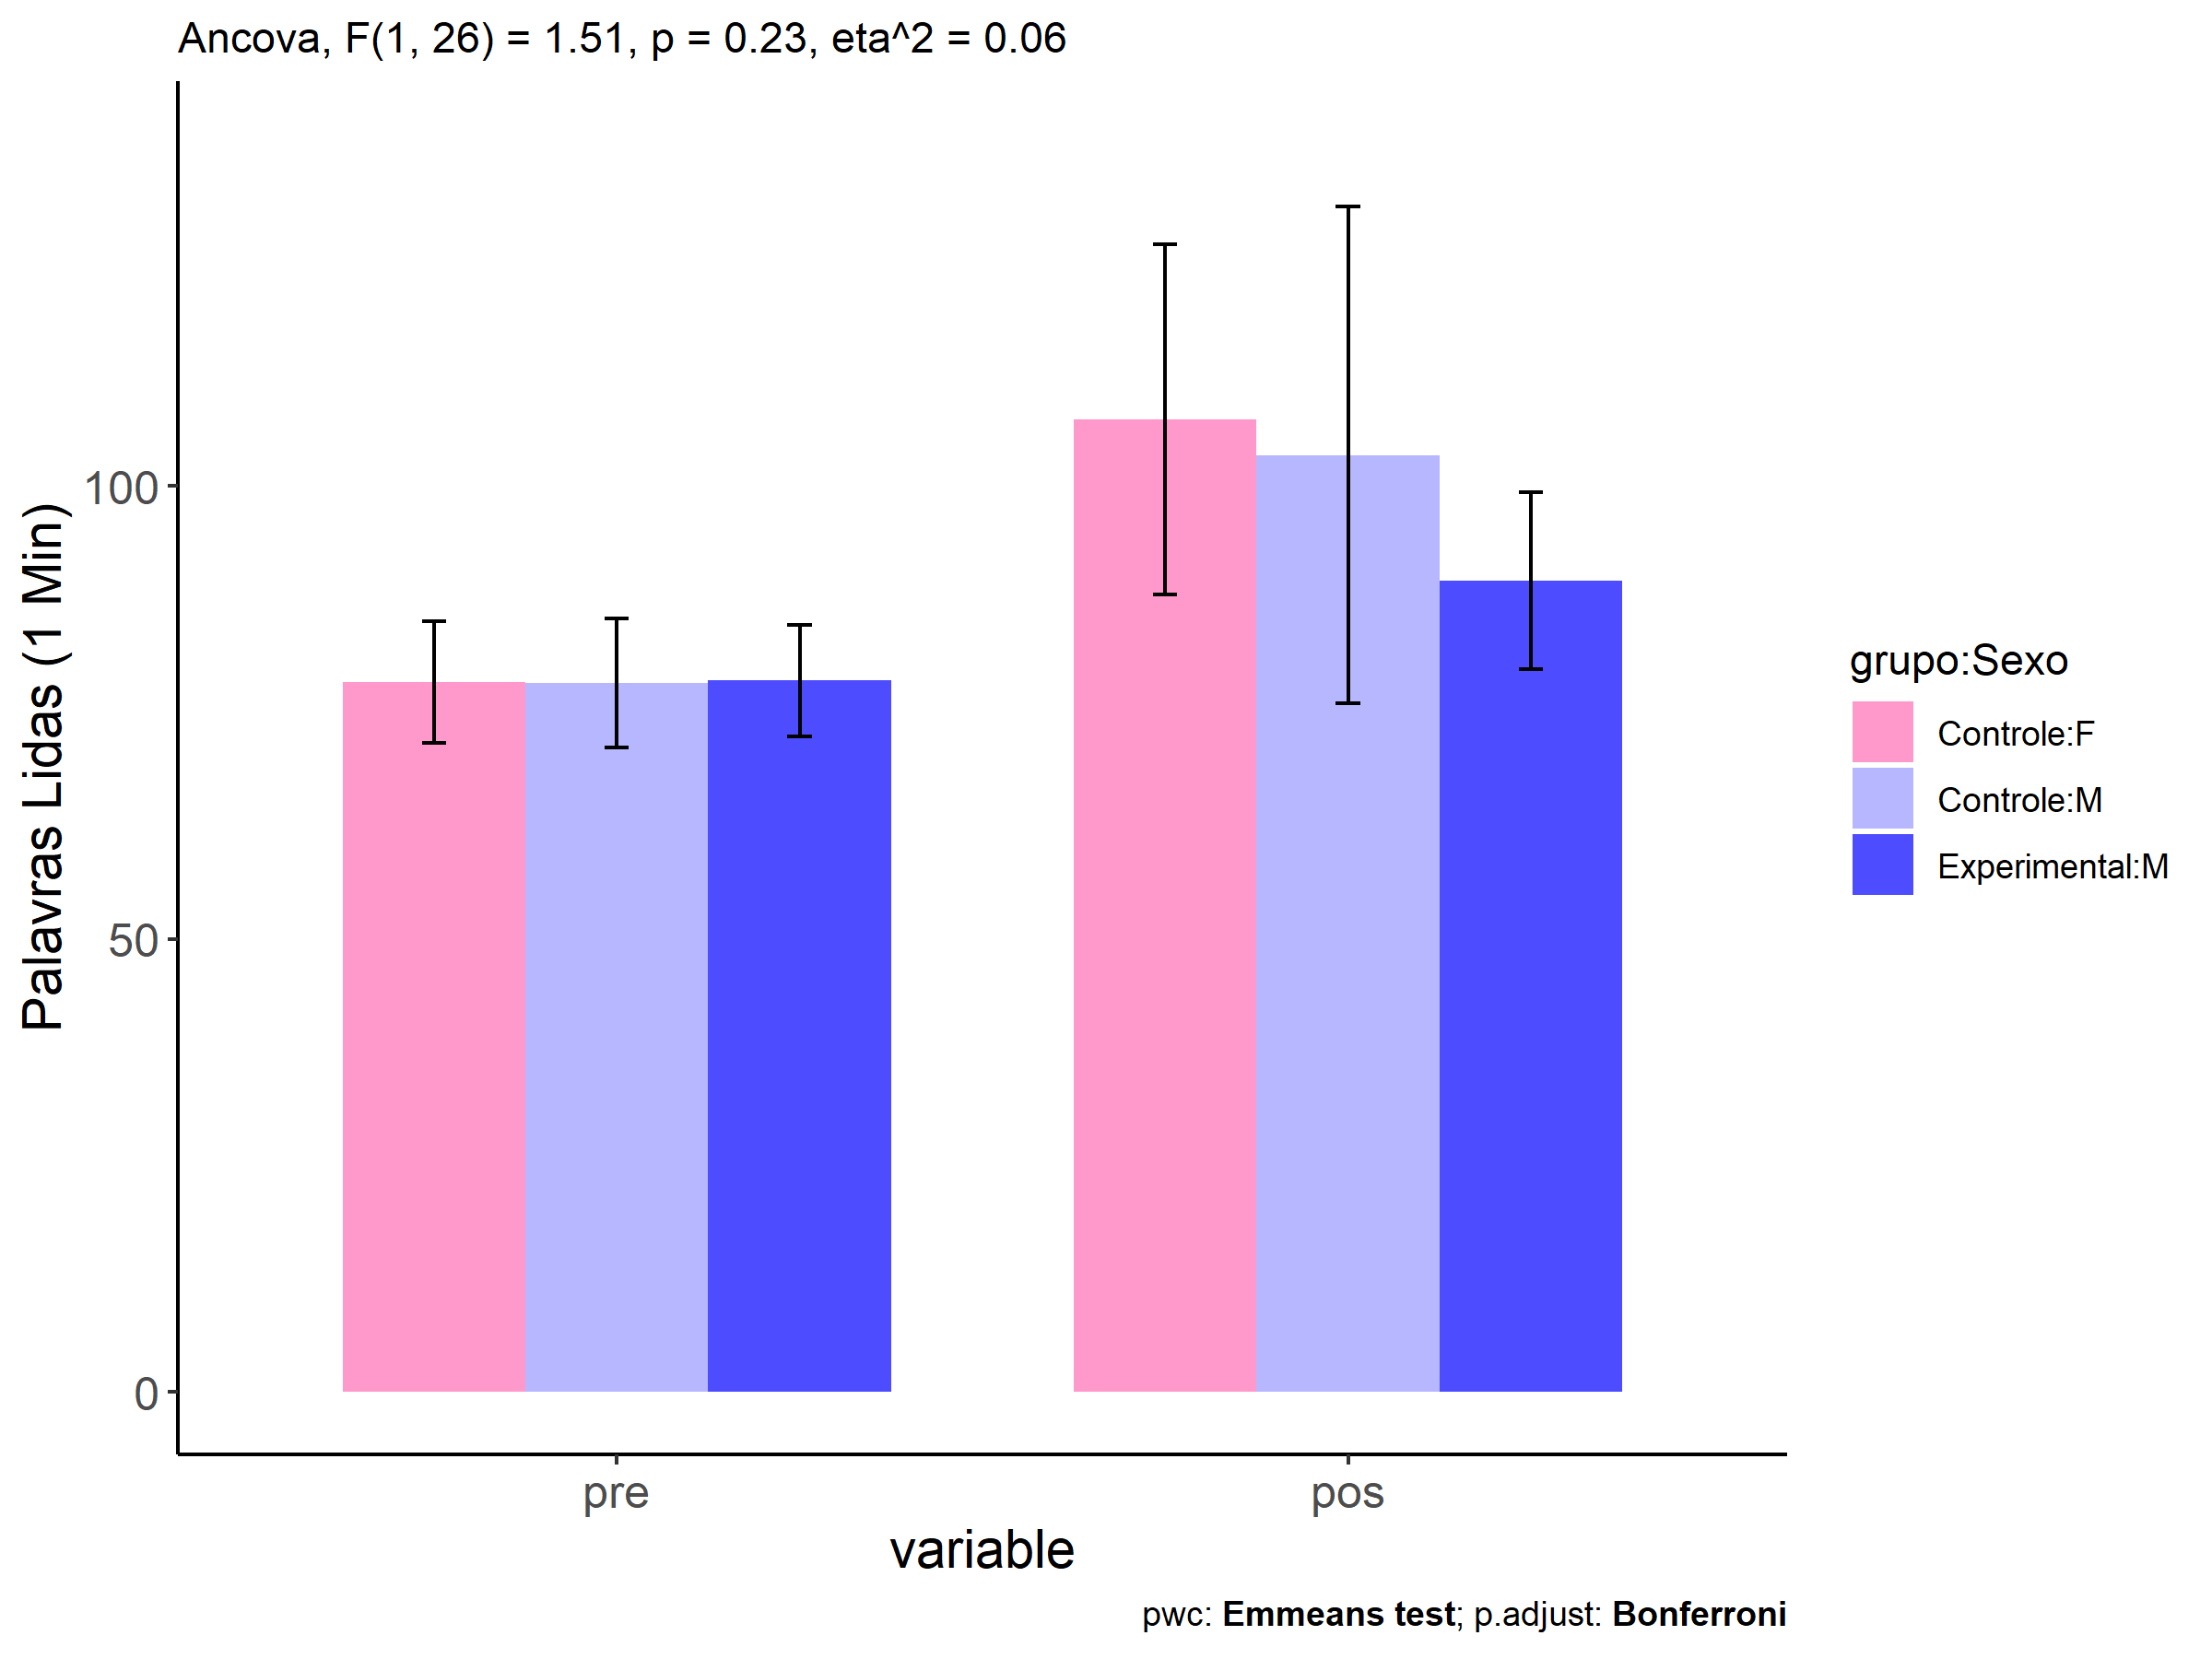 Ancova, F(1, 26) = 1.51, p = 0.23, eta^2 = 0.06
Palavras Lidas (1 Min)
100
50
0
pre
pos
variable
grupo:Sexo
Controle:F
Controle:M
Experimental:M
pwc: Emmeans test; p.adjust: Bonferroni